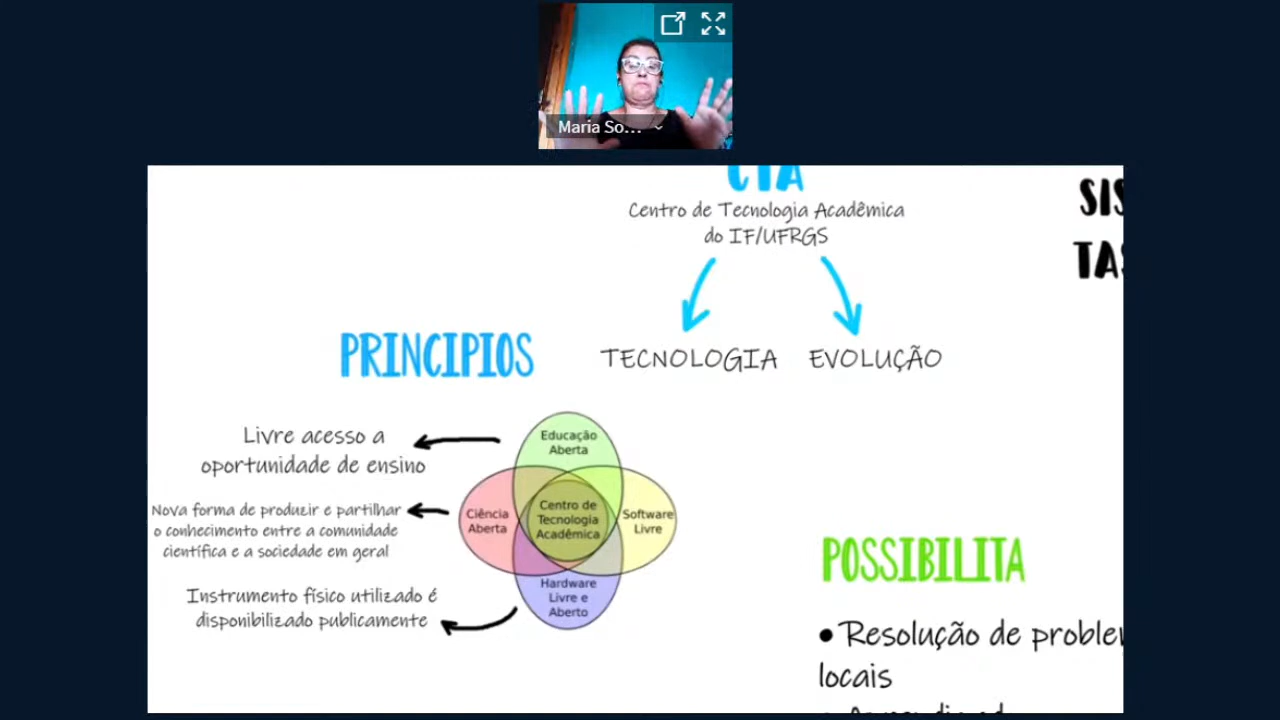 Maria So...
CTA
Centro de Tecnologia Acadêmica
do IF/UFRGS
SIS
TAS
PRINCIPIOS
TECNOLOGIA EVOLUÇÃO
Livre acesso a
oportunidade de ensino
Nova forma de produzir e partilhar
o conhecimento entre a comunidade
científica e a sociedade em geral
Instrumento físico utilizado é
disponibilizado publicamente
Educação
Aberta
Ciência
Aberta
Centro de
Tecnologia
Acadêmica
Software
Livre
Hardware
Livre e
Aberto
POSSIBILITA
• Resolução de proble
locais